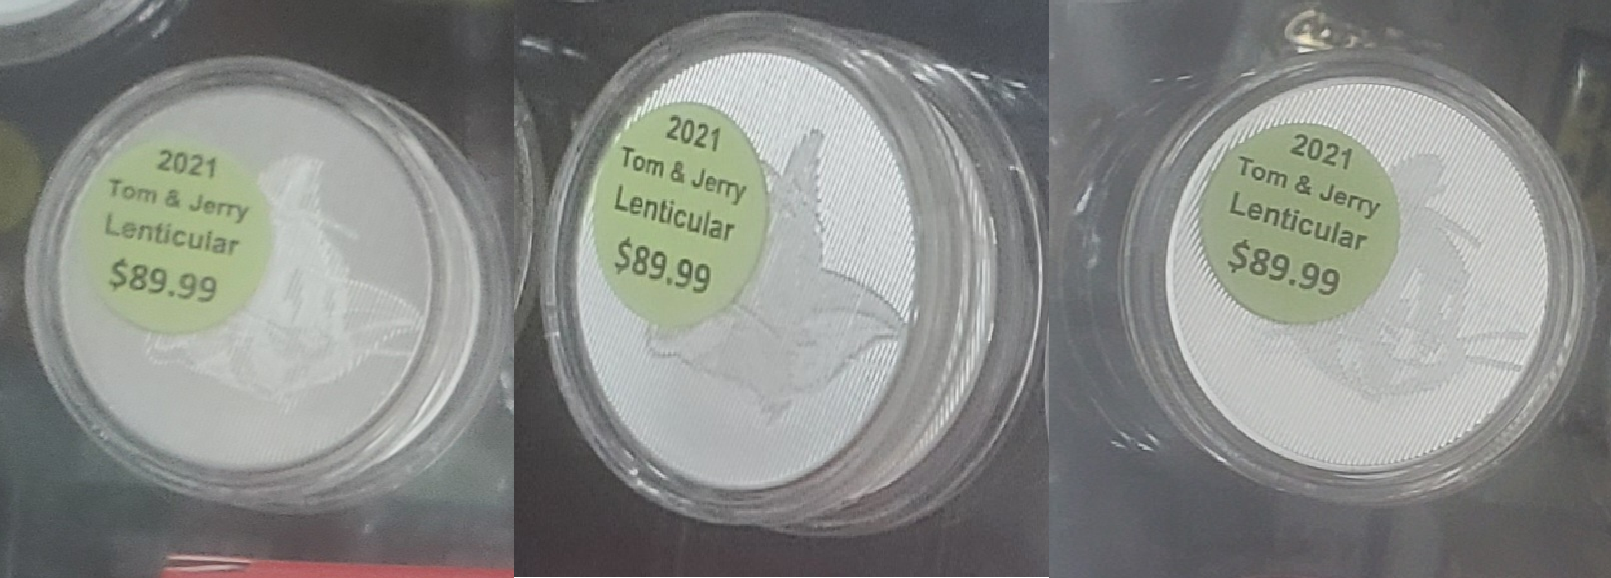 2021
Tom & Jerry
Lenticular
$89.99
2021
Tom & Jerry
Lenticular
$89.99
2021
Tom & Jerry
Lenticular
$89.99